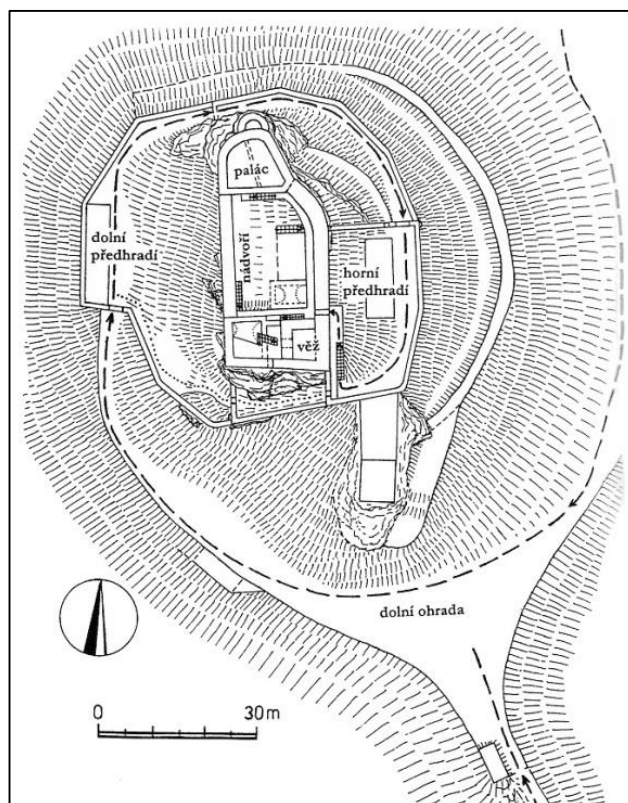 palác
dolní
předhradí
nádvoří
horní
předhradí
věž
dolní ohrada
0
30 m